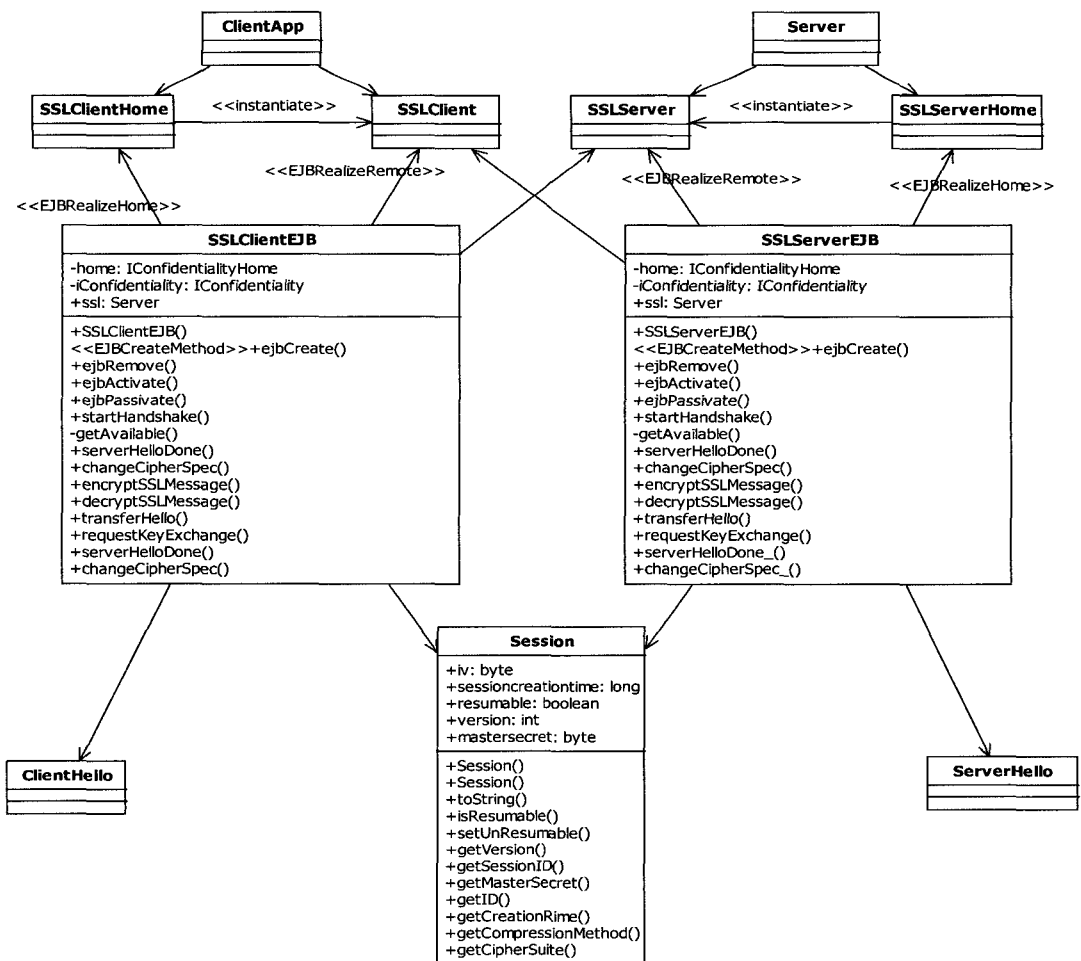 ClientApp
Server
SSLClientHome
<<instantiate>>
SSLClient
SSLServer
<<instantiate>>
SSLServerHome
<<EJBRealizeHome>>
<<EJBRealizeRemote>>
<<EJBRealizeRemote>>
<<EJBRealizeHome>>
SSLClientEJB
-home: IConfidentialityHome
-iConfidentiality: IConfidentiality
+ssl: Server
+SSLClientEJB()
<<EJBCreateMethod>>+ejbCreate()
+ejbRemove()
+ejbActivate()
+ejbPassivate()
+startHandshake()
-getAvailable()
+serverHelloDone()
+changeCipherSpec()
+encryptSSLMessage()
+decryptSSLMessage()
+transferHello()
+requestKeyExchange()
+serverHelloDone()
+changeCipherSpec()
SSLServerEJB
-home: IConfidentialityHome
-iConfidentiality: IConfidentiality
+ssl: Server
+SSLServerEJB()
<<EJBCreateMethod>>+ejbCreate()
+ejbRemove()
+ejbActivate()
+ejbPassivate()
+startHandshake()
-getAvailable()
+serverHelloDone()
+changeCipherSpec()
+encryptSSLMessage()
+decryptSSLMessage()
+transferHello()
+requestKeyExchange()
+serverHelloDone_()
+changeCipherSpec_()
ClientHello
Session
+iv: byte
+sessioncreationtime: long
+resumable: boolean
+version: int
+mastersecret: byte
+Session()
+Session()
+toString()
+isResumable()
+setUnResumable()
+getVersion()
+getSessionID()
+getMasterSecret()
+getID()
+getCreationRime()
+getCompressionMethod()
+getCipherSuite()
ServerHello